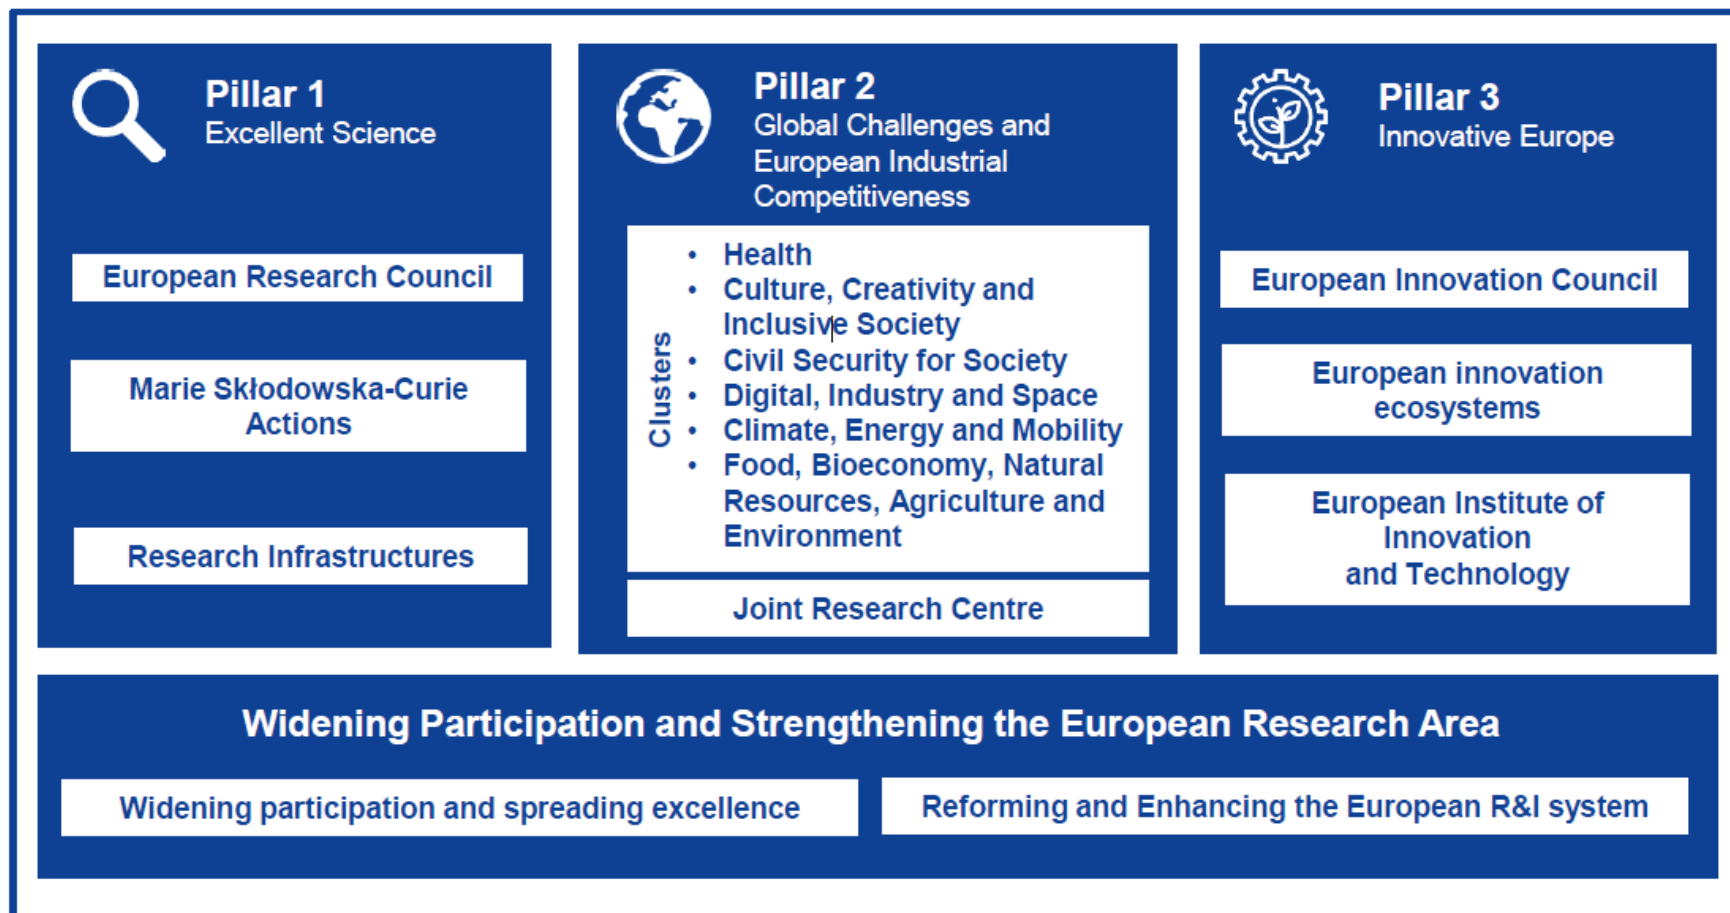 Pillar 1
Excellent Science
European Research Council
Marie Skłodowska-Curie
Actions
Research Infrastructures
Pillar 2
Global Challenges and
European Industrial
Competitiveness
Clusters
• Health
• Culture, Creativity and
Inclusive Society
• Civil Security for Society
• Digital, Industry and Space
• Climate, Energy and Mobility
• Food, Bioeconomy, Natural
Resources, Agriculture and
Environment
Joint Research Centre
Pillar 3
Innovative Europe
European Innovation Council
European innovation
ecosystems
European Institute of
Innovation
and Technology
Widening Participation and Strengthening the European Research Area
Widening participation and spreading excellence
Reforming and Enhancing the European R&I system